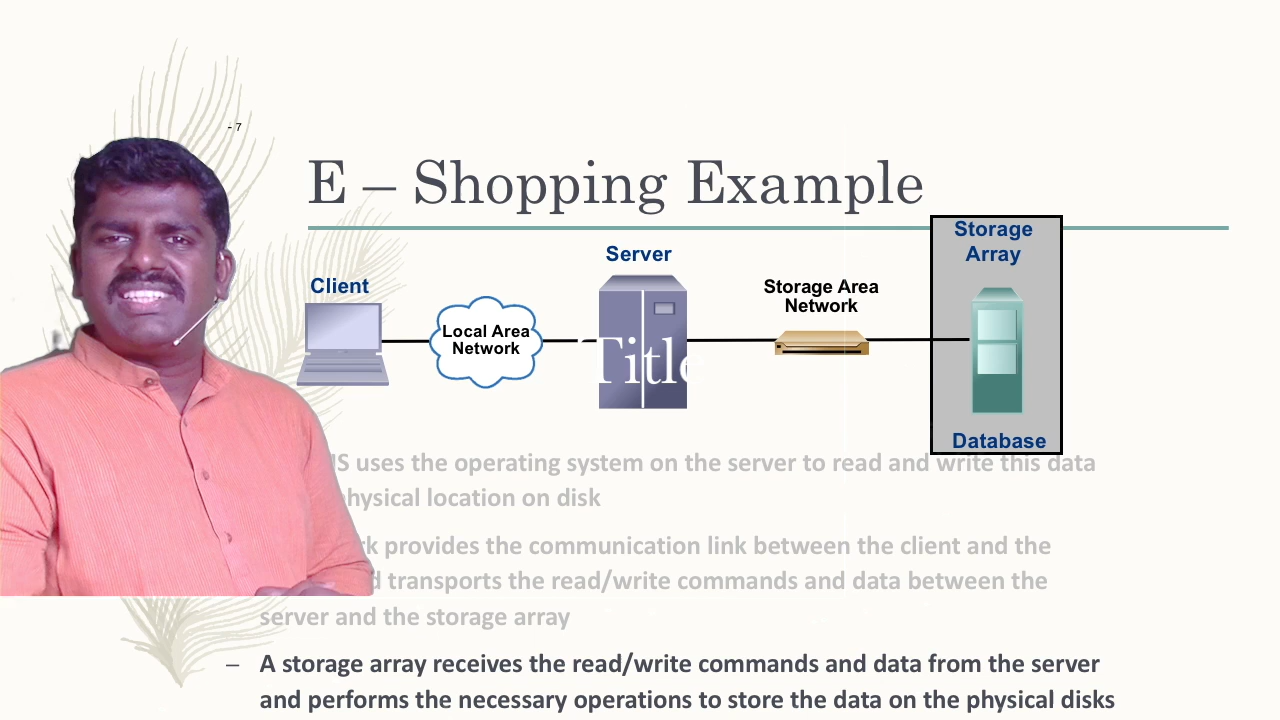 - 7
E – Shopping Example
Storage
Array
Server
Client
Storage Area
Network
Local Area
Network
Title
Database
uses the operating system on the server to read and write this data
physical location on disk
provides the communication link between the client and the
transports the read/write commands and data between the
server and the storage array
– A storage array receives the read/write commands and data from the server
and performs the necessary operations to store the data on the physical disks